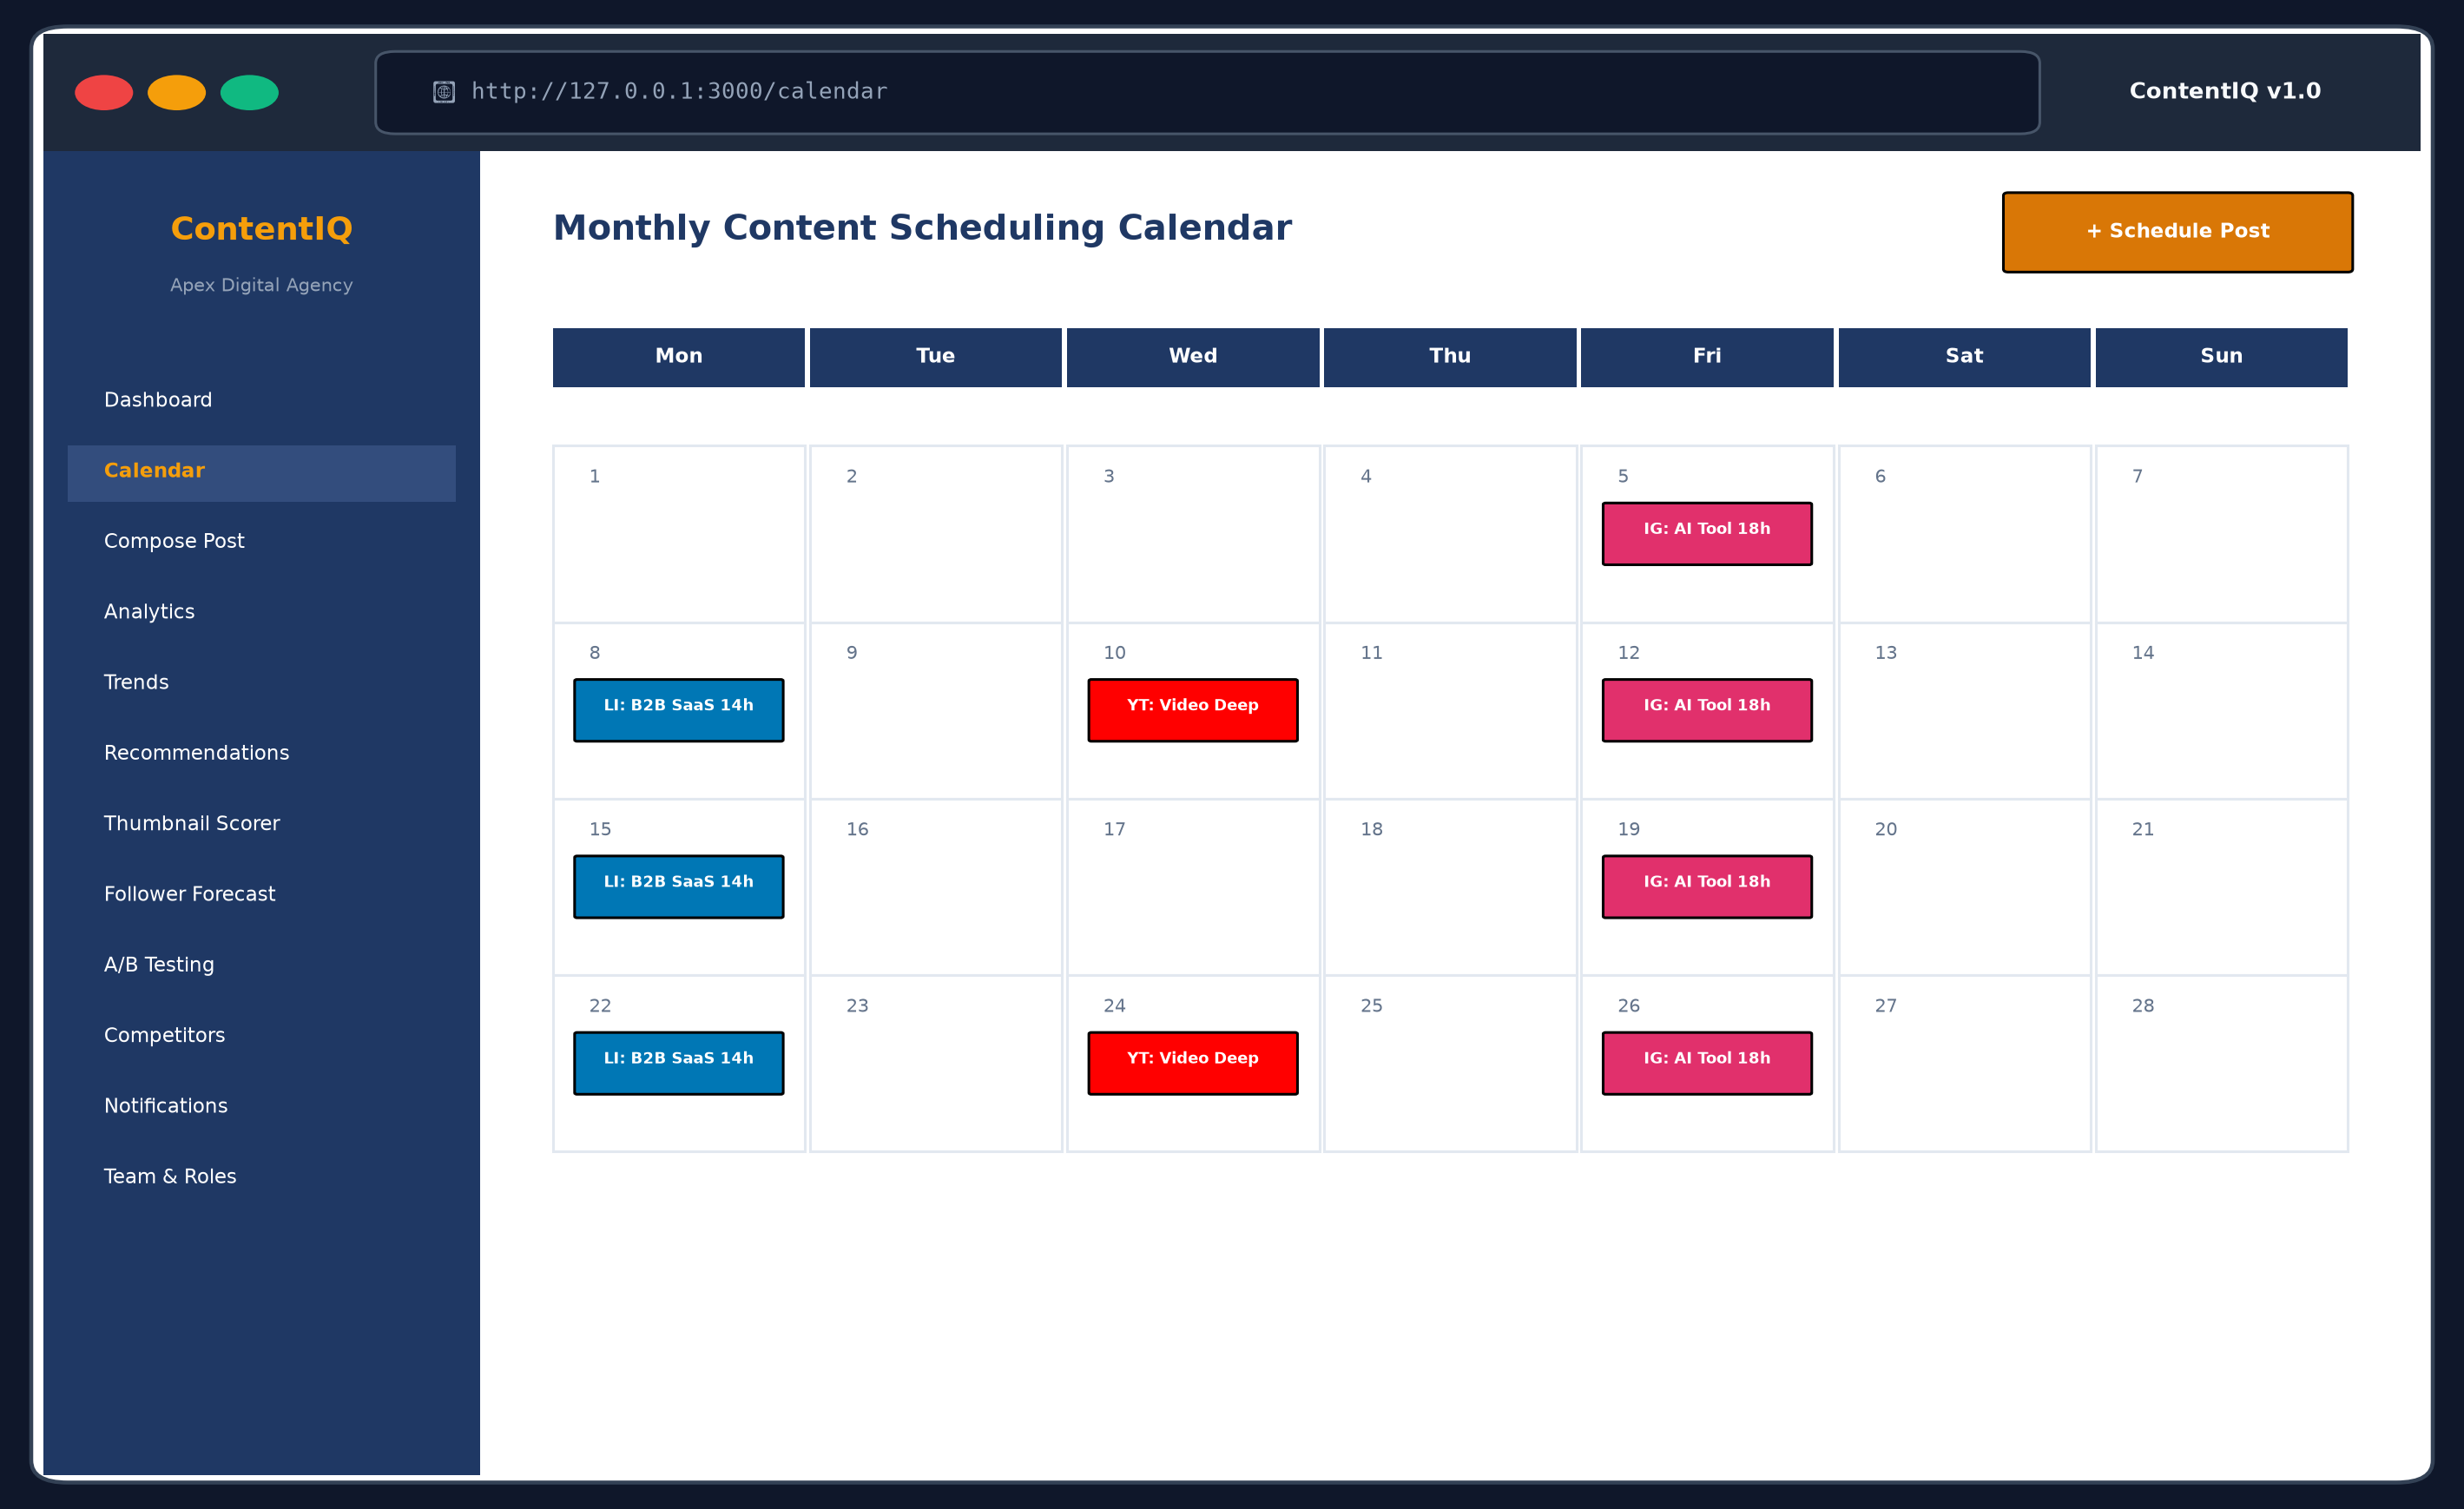 http://127.0.0.1:3000/calendar
ContentIQ v1.0
ContentIQ
Apex Digital Agency
Dashboard
Calendar
Compose Post
Analytics
Trends
Recommendations
Thumbnail Scorer
Follower Forecast
A/B Testing
Competitors
Notifications
Team & Roles
Monthly Content Scheduling Calendar
+ Schedule Post
Mon Tue Wed Thu Fri Sat Sun
1 2 3 4 5 6 7
IG: AI Tool 18h
8 9 10 11 12 13 14
LI: B2B SaaS 14h YT: Video Deep IG: AI Tool 18h
15 16 17 18 19 20 21
LI: B2B SaaS 14h IG: AI Tool 18h
22 23 24 25 26 27 28
LI: B2B SaaS 14h YT: Video Deep IG: AI Tool 18h